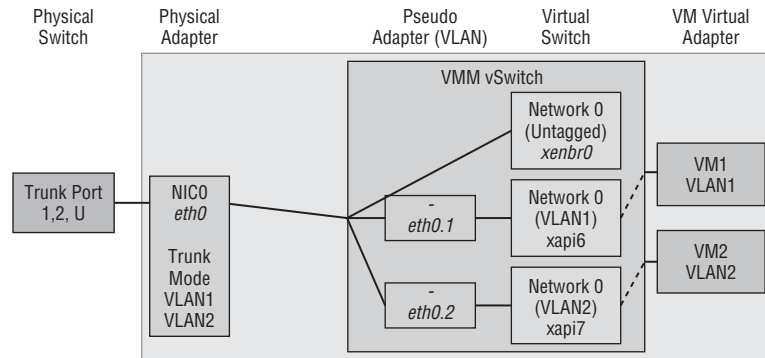 Physical
Switch
Physical
Adapter
Pseudo
Adapter (VLAN)
Virtual
Switch
VM Virtual
Adapter
VMM vSwitch
Trunk Port
1,2, U
NIC0
eth0
Trunk
Mode
VLAN1
VLAN2
-
eth0.1
-
eth0.2
Network 0
(Untagged)
xenbr0
Network 0
(VLAN1)
xapi6
Network 0
(VLAN2)
xapi7
VM1
VLAN1
VM2
VLAN2